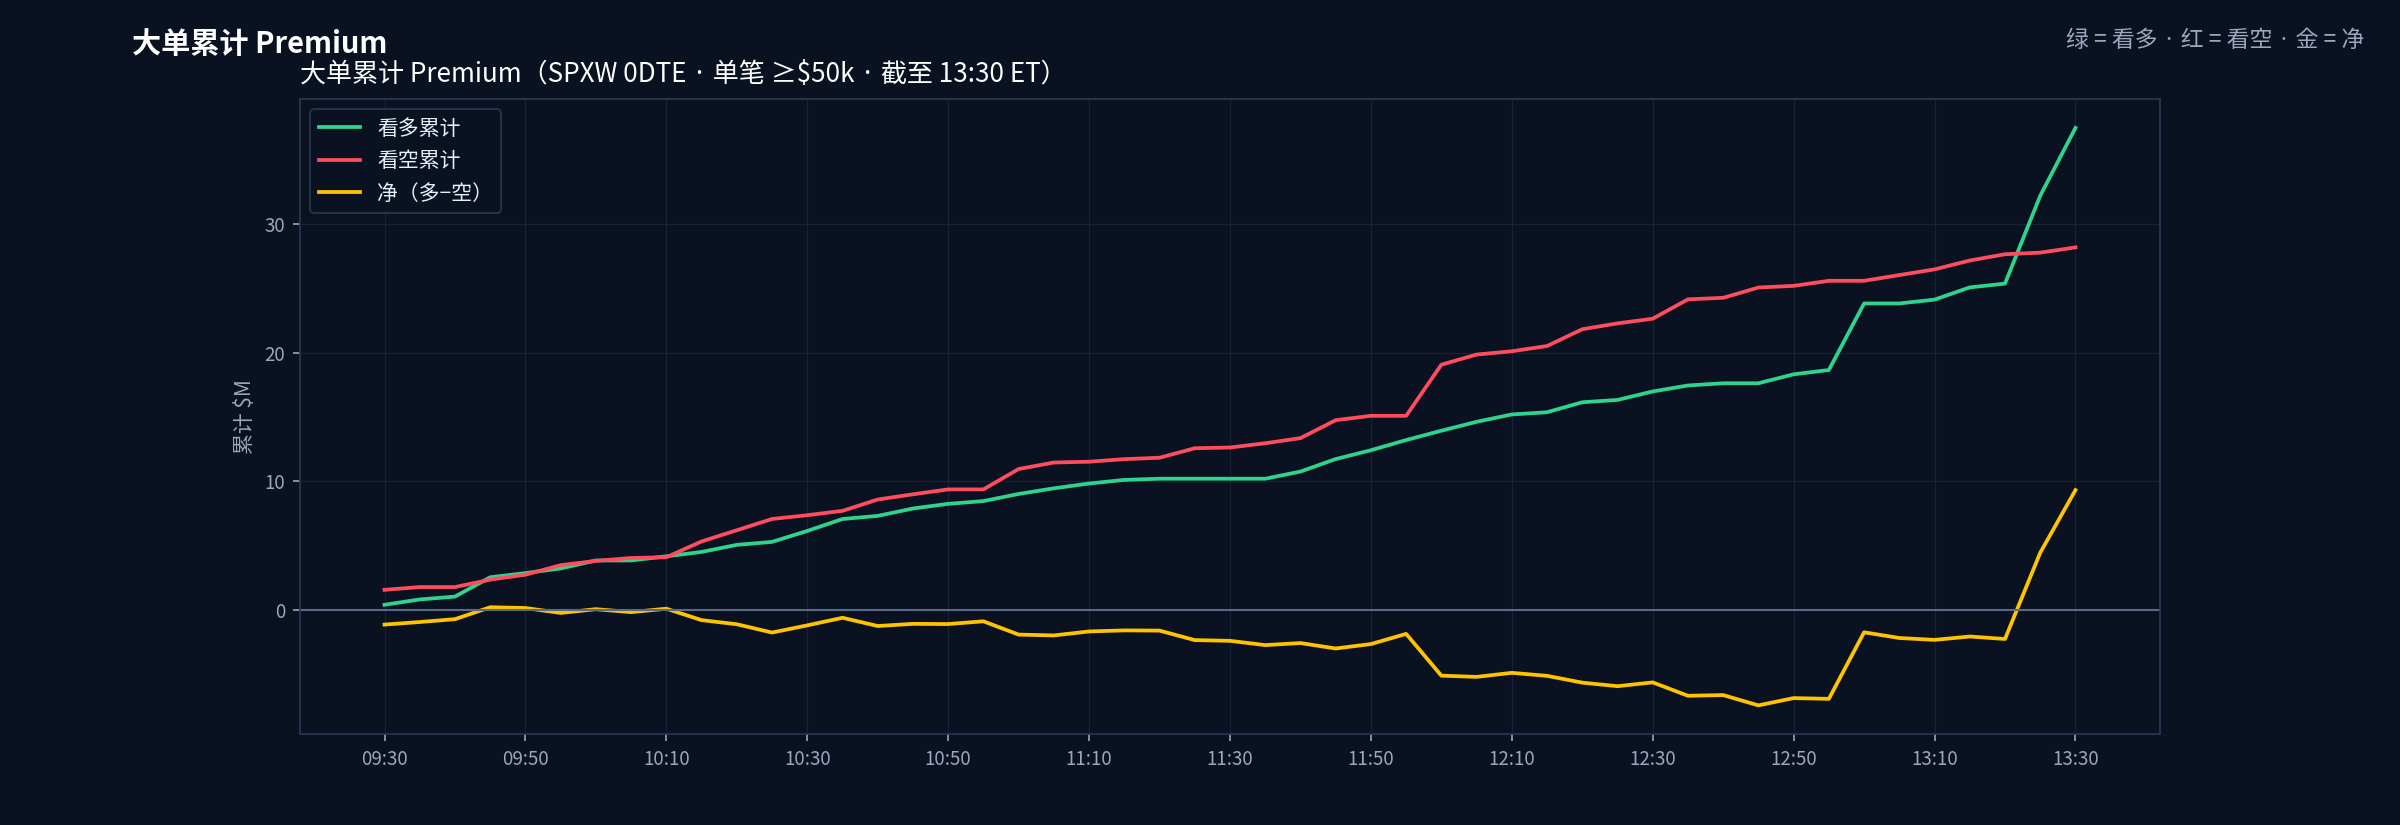 大单累计 Premium
绿 = 看多 · 红 = 看空 · 金 = 净
大单累计 Premium（SPXW 0DTE · 单笔 ≥$50k · 截至 13:30 ET）
看多累计
看空累计
净（多−空）
累计 $M
30
20
10
0
09:30 09:50 10:10 10:30 10:50 11:10 11:30 11:50 12:10 12:30 12:50 13:10 13:30